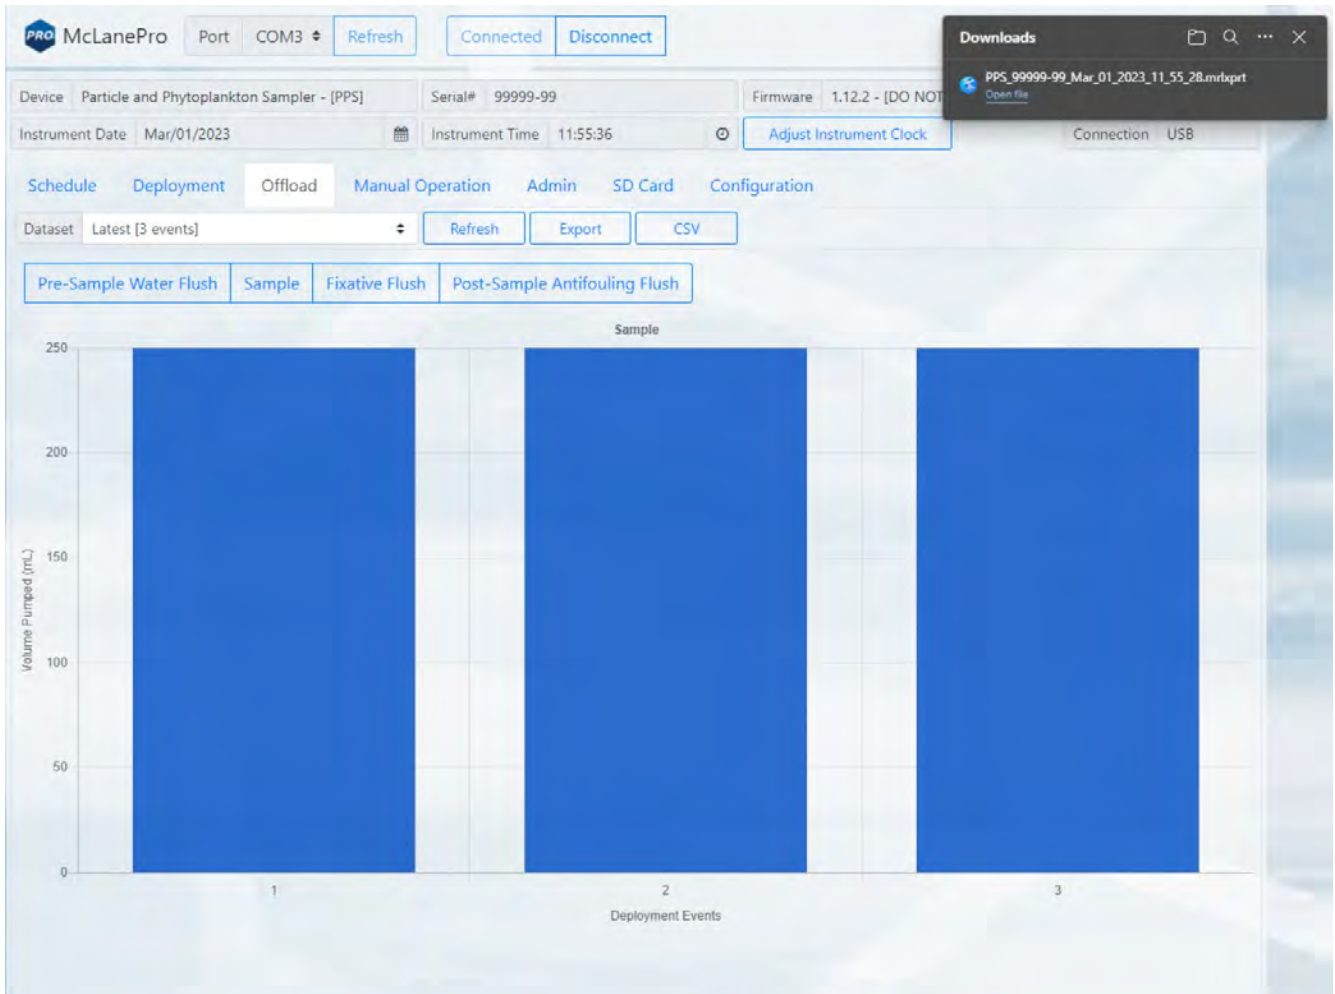 PRO McLanePro Port COM3 Refresh Connected Disconnect
Downloads
PPS_99999-99_Mar_01_2023_11_55_28.mrlxprt
Open file
Device Particle and Phytoplankton Sampler - [PPS] Serial# 99999-99 Firmware 1.12.2 - [DO NOT
Instrument Date Mar/01/2023 Instrument Time 11:55:36 Adjust Instrument Clock Connection USB
Schedule Deployment Offload Manual Operation Admin SD Card Configuration
Dataset Latest [3 events] Refresh Export CSV
Pre-Sample Water Flush Sample Fixative Flush Post-Sample Antifouling Flush
Sample
250
200
150
100
50
0
Volume Pumped (mL)
1 2 3
Deployment Events